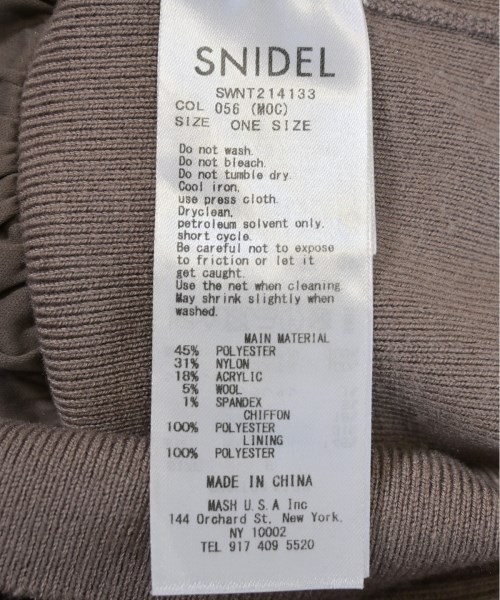 SNIDEL
SWNT214133
COL 056 (MOC)
SIZE ONE SIZE
Do not wash.
Do not bleach.
Do not tumble dry.
Cool iron.
use press cloth.
Dryclean.
petroleum solvent only.
short cycle.
Be careful not to expose
to friction or let it
get caught.
Use the net when cleaning
May shrink slightly when
washed.
MAIN MATERIAL
45% POLYESTER
31% NYLON
18% ACRYLIC
5% WOOL
1% SPANDEX
CHIFFON
100% POLYESTER
LINING
100% POLYESTER
MADE IN CHINA
MASH U.S.A Inc
144 Orchard St. New York.
NY 10002
TEL 917 409 5520